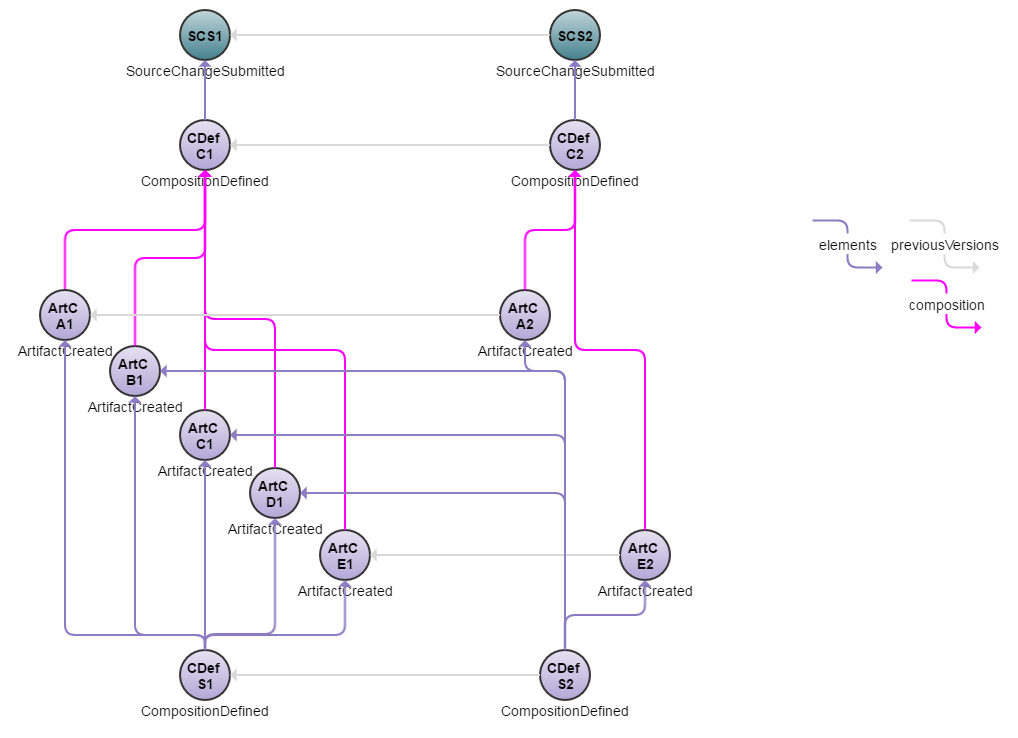 SCS1
SCS2
SourceChangeSubmitted
SourceChangeSubmitted
CDef
C1
CDef
C2
CompositionDefined
CompositionDefined
elements
previousVersions
composition
ArtC
A1
ArtC
A2
ArtifactCreated
ArtifactCreated
ArtC
B1
ArtifactCreated
ArtC
C1
ArtifactCreated
ArtC
D1
ArtifactCreated
ArtC
E1
ArtC
E2
ArtifactCreated
ArtifactCreated
CDef
S1
CDef
S2
CompositionDefined
CompositionDefined